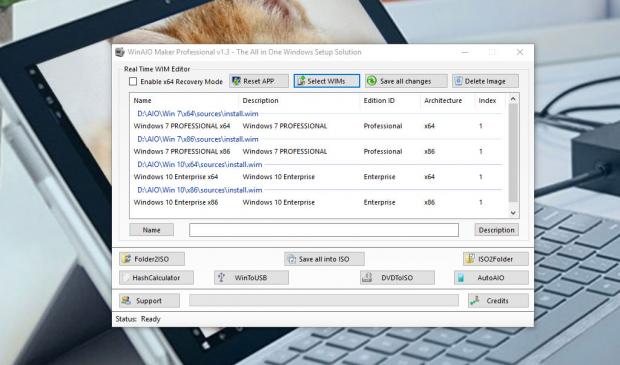 WinAIO Maker Professional v1.3 - The All in One Windows Setup Solution
Real Time WIM Editor
Enable x64 Recovery Mode Reset APP Select WIMs Save all changes Delete Image
Name Description Edition ID Architecture Index
D:\AIO\Win 7\x64\sources\install.wim
Windows 7 PROFESSIONAL x64 Windows 7 PROFESSIONAL Professional x64 1
D:\AIO\Win 7\x86\sources\install.wim
Windows 7 PROFESSIONAL x86 Windows 7 PROFESSIONAL Professional x86 1
D:\AIO\Win 10\x64\sources\install.wim
Windows 10 Enterprise x64 Windows 10 Enterprise Enterprise x64 1
D:\AIO\Win 10\x86\sources\install.wim
Windows 10 Enterprise x86 Windows 10 Enterprise Enterprise x86 1
Name Description
Folder2ISO Save all into ISO ISO2Folder
HashCalculator WinToUSB DVDToISO AutoAIO
Support Credits
Status: Ready